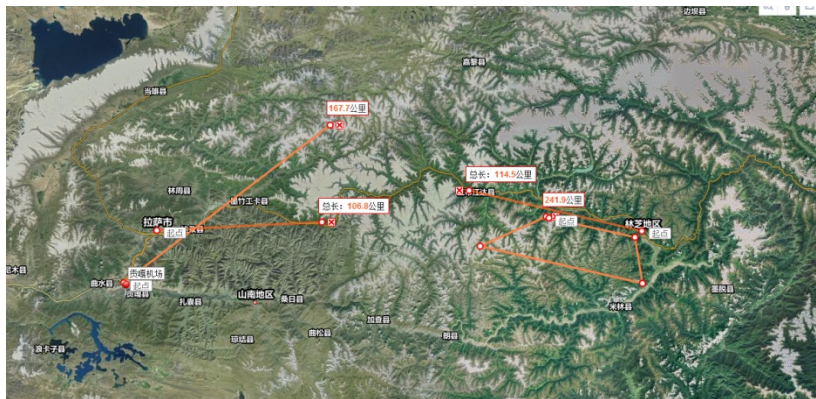 边坝县
嘉黎县
当雄县
167.7公里
总长：114.5公里
江达县
林周县
墨竹工卡县
总长：106.8公里
241.9公里
拉萨市
起点
起点
林芝地区
起点
贡嘎机场
尼木县
曲水县
起点
贡嘎县
扎囊县
山南地区
桑日县
米林县
墨脱县
加查县
浪卡子县
琼结县
曲松县
朗县